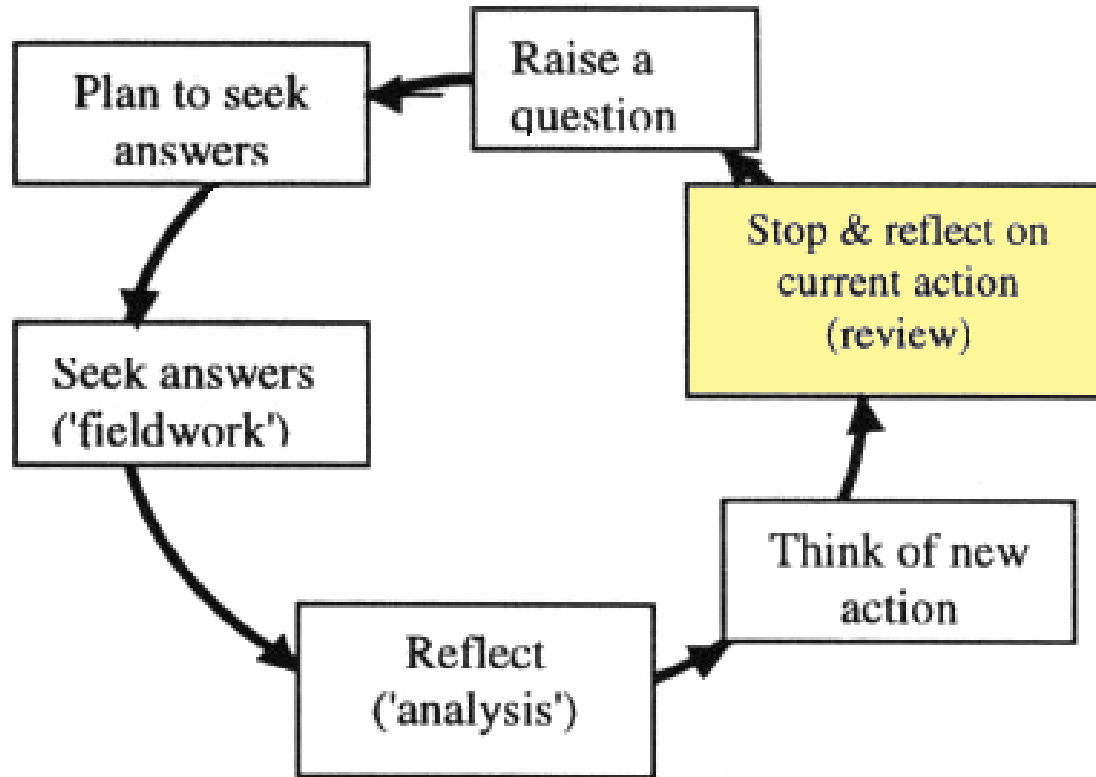 Raise a
question
Plan to seek
answers
Stop & reflect on
current action
(review)
Seek answers
('fieldwork')
Think of new
action
Reflect
('analysis')